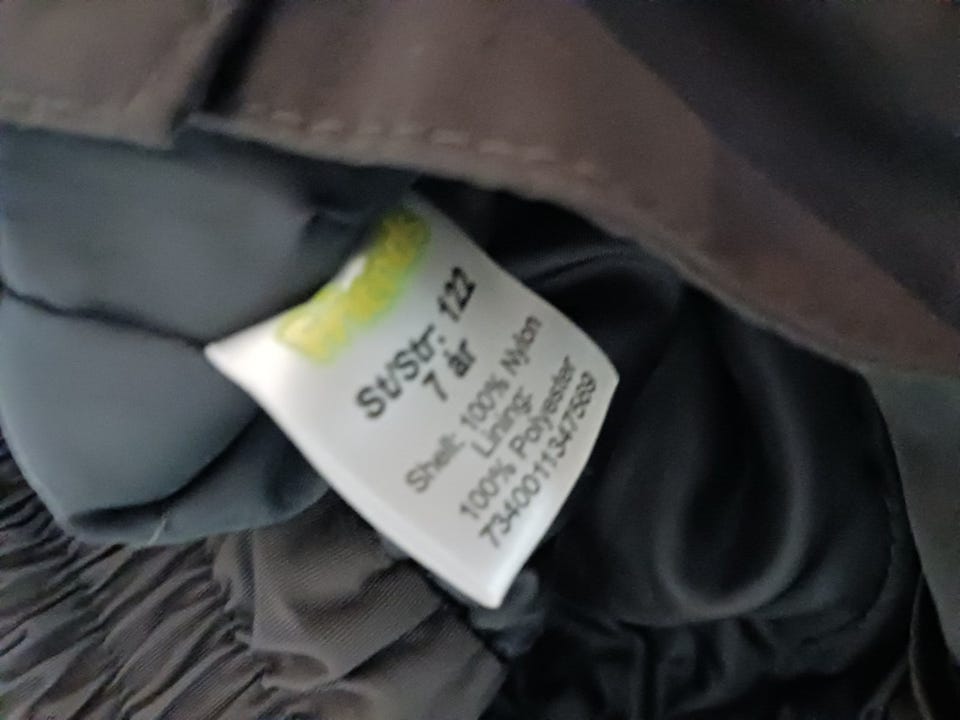 St/Str: 122
7 år
Shell: 100% Nylon
Lining:
100% Polyester
7340011347569